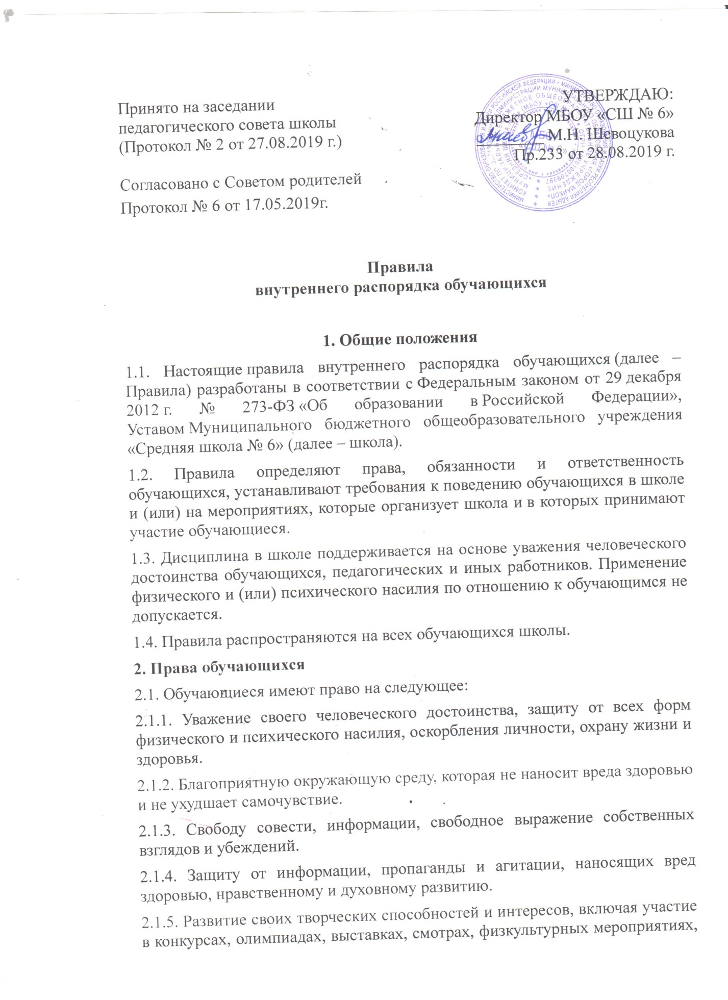 Принято на заседании
педагогического совета школы
(Протокол № 2 от 27.08.2019 г.)
Согласовано с Советом родителей
Протокол № 6 от 17.05.2019г.
УТВЕРЖДАЮ:
Директор МБОУ «СШ № 6»
М.Н. Шевоцукова
Пр.233 от 28.08.2019 г.
МБОУ
«СШ № 6»
Правила
внутреннего распорядка обучающихся
1. Общие положения
1.1. Настоящие правила внутреннего распорядка обучающихся (далее –
Правила) разработаны в соответствии с Федеральным законом от 29 декабря
2012 г. № 273-ФЗ «Об образовании в Российской Федерации»,
Уставом Муниципального бюджетного общеобразовательного учреждения
«Средняя школа № 6» (далее – школа).
1.2. Правила определяют права, обязанности и ответственность
обучающихся, устанавливают требования к поведению обучающихся в школе
и (или) на мероприятиях, которые организует школа и в которых принимают
участие обучающиеся.
1.3. Дисциплина в школе поддерживается на основе уважения человеческого
достоинства обучающихся, педагогических и иных работников. Применение
физического и (или) психического насилия по отношению к обучающимся не
допускается.
1.4. Правила распространяются на всех обучающихся школы.
2. Права обучающихся
2.1. Обучающиеся имеют право на следующее:
2.1.1. Уважение своего человеческого достоинства, защиту от всех форм
физического и психического насилия, оскорбления личности, охрану жизни и
здоровья.
2.1.2. Благоприятную окружающую среду, которая не наносит вреда здоровью
и не ухудшает самочувствие.
2.1.3. Свободу совести, информации, свободное выражение собственных
взглядов и убеждений.
2.1.4. Защиту от информации, пропаганды и агитации, наносящих вред
здоровью, нравственному и духовному развитию.
2.1.5. Развитие своих творческих способностей и интересов, включая участие
в конкурсах, олимпиадах, выставках, смотрах, физкультурных мероприятиях,